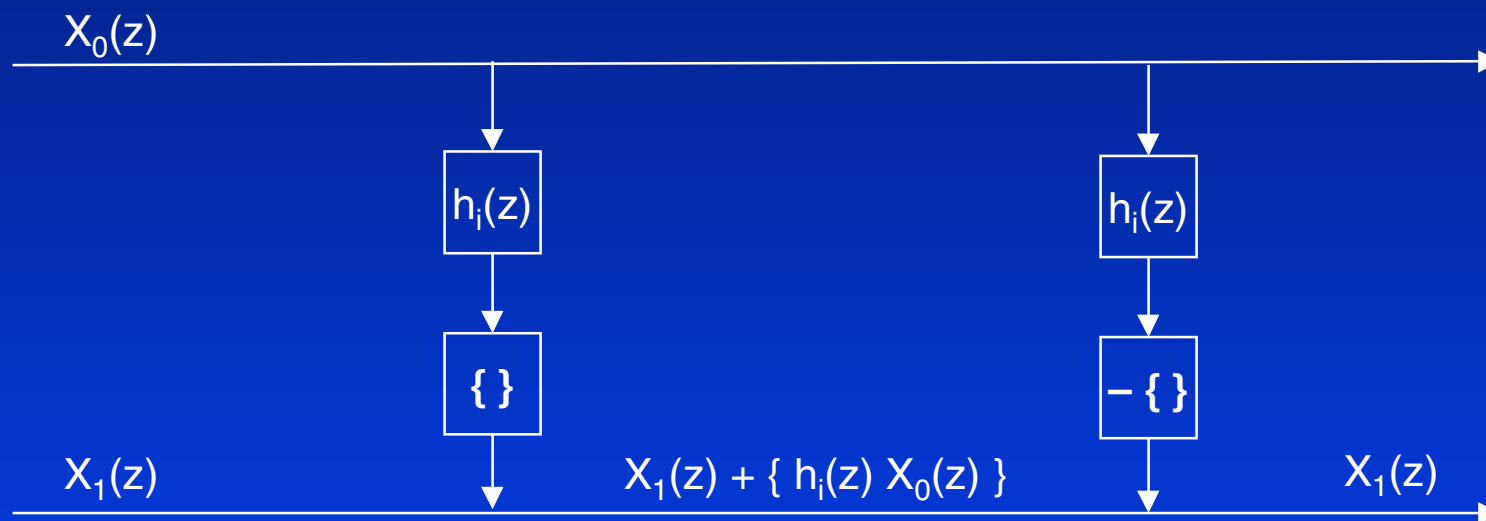 X₀(z)
hᵢ(z)
hᵢ(z)
{ }
– { }
X₁(z)
X₁(z) + { hᵢ(z) X₀(z) }
X₁(z)